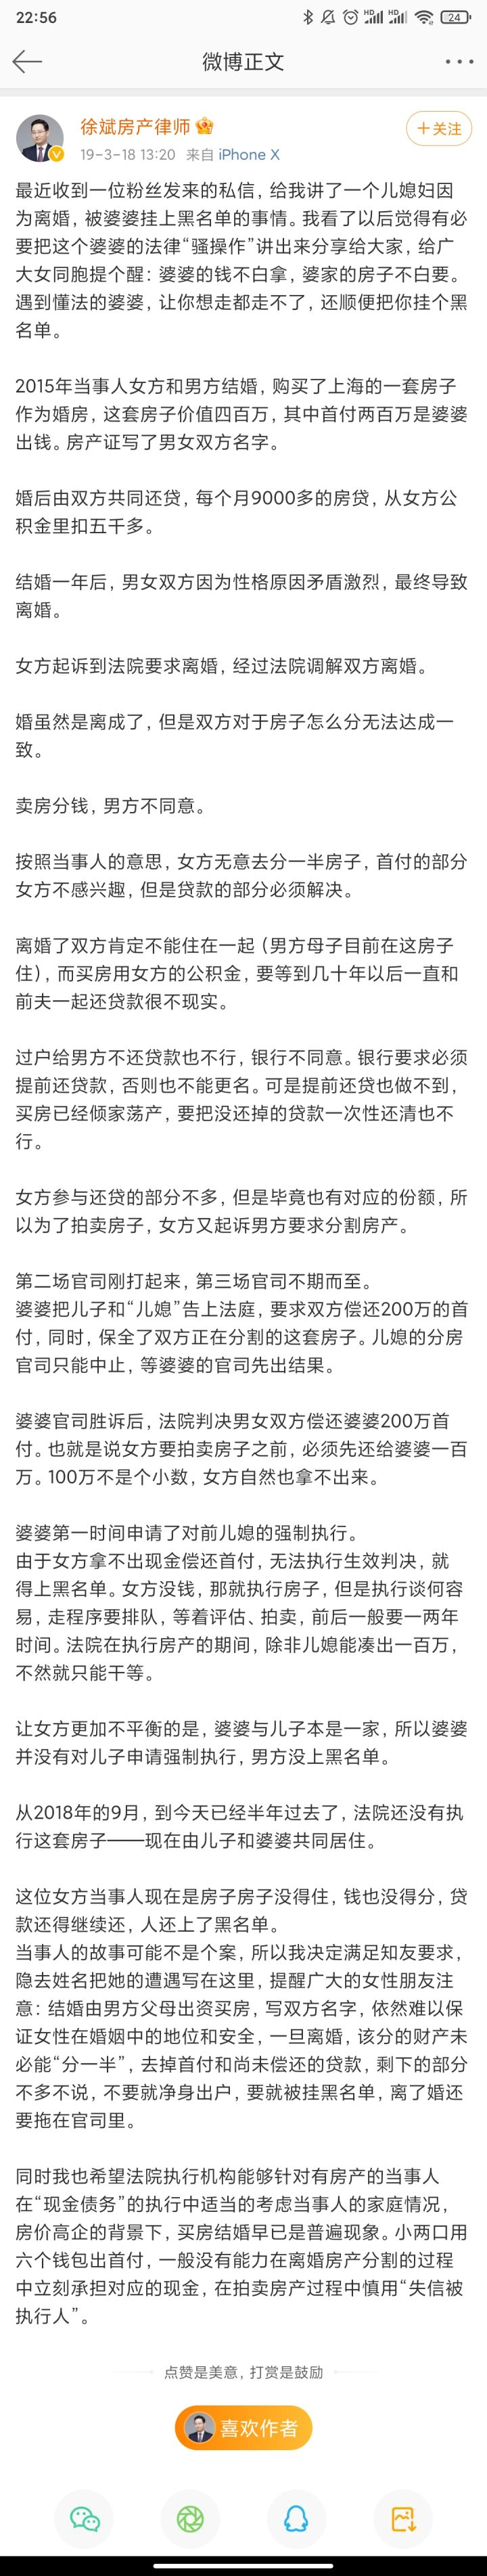 22:56
HD HD 24
微博正文
徐斌房产律师
19-3-18 13:20 来自 iPhone X
+关注
最近收到一位粉丝发来的私信，给我讲了一个儿媳妇因
为离婚，被婆婆挂上黑名单的事情。我看了以后觉得有必
要把这个婆婆的法律“骚操作”讲出来分享给大家，给广
大女同胞提个醒：婆婆的钱不白拿，婆家的房子不白要。
遇到懂法的婆婆，让你想走都走不了，还顺便把你挂个黑
名单。
2015年当事人女方和男方结婚，购买了上海的一套房子
作为婚房，这套房子价值四百万，其中首付两百万是婆婆
出钱。房产证写了男女双方名字。
婚后由双方共同还贷，每个月9000多的房贷，从女方公
积金里扣五千多。
结婚一年后，男女双方因为性格原因矛盾激烈，最终导致
离婚。
女方起诉到法院要求离婚，经过法院调解双方离婚。
婚虽然是离成了，但是双方对于房子怎么分无法达成一
致。
卖房分钱，男方不同意。
按照当事人的意思，女方无意去分一半房子，首付的部分
女方不感兴趣，但是贷款的部分必须解决。
离婚了双方肯定不能住在一起（男方母子目前在这房子
住），而买房用女方的公积金，要等到几十年以后一直和
前夫一起还贷款很不现实。
过户给男方不还贷款也不行，银行不同意。银行要求必须
提前还贷款，否则也不能更名。可是提前还贷也做不到，
买房已经倾家荡产，要把没还掉的贷款一次性还清也不
行。
女方参与还贷的部分不多，但是毕竟也有对应的份额，所
以为了拍卖房子，女方又起诉男方要求分割房产。
第二场官司刚打起来，第三场官司不期而至。
婆婆把儿子和“儿媳”告上法庭，要求双方偿还200万的首
付，同时，保全了双方正在分割的这套房子。儿媳的分房
官司只能中止，等婆婆的官司先出结果。
婆婆官司胜诉后，法院判决男女双方偿还婆婆200万首
付。也就是说女方要拍卖房子之前，必须先还给婆婆一百
万。100万不是个小数，女方自然也拿不出来。
婆婆第一时间申请了对前儿媳的强制执行。
由于女方拿不出现金偿还首付，无法执行生效判决，就
得上黑名单。女方没钱，那就执行房子，但是执行谈何容
易，走程序要排队，等着评估、拍卖，前后一般要一两年
时间。法院在执行房产的期间，除非儿媳能凑出一百万，
不然就只能干等。
让女方更加不平衡的是，婆婆与儿子本是一家，所以婆婆
并没有对儿子申请强制执行，男方没上黑名单。
从2018年的9月，到今天已经半年过去了，法院还没有执
行这套房子——现在由儿子和婆婆共同居住。
这位女方当事人现在是房子房子没得住，钱也没得分，贷
款还得继续还，人还上了黑名单。
当事人的故事可能不是个案，所以我决定满足知友要求，
隐去姓名把她的遭遇写在这里，提醒广大的女性朋友注
意：结婚由男方父母出资买房，写双方名字，依然难以保
证女性在婚姻中的地位和安全，一旦离婚，该分的财产未
必能“分一半”，去掉首付和尚未偿还的贷款，剩下的部分
不多不说，不要就净身出户，要就被挂黑名单，离了婚还
要拖在官司里。
同时我也希望法院执行机构能够针对有房产的当事人
在“现金债务”的执行中适当的考虑当事人的家庭情况，
房价高企的背景下，买房结婚早已是普遍现象。小两口用
六个钱包出首付，一般没有能力在离婚房产分割的过程
中立刻承担对应的现金，在拍卖房产过程中慎用“失信被
执行人”。
点赞是美意，打赏是鼓励
喜欢作者